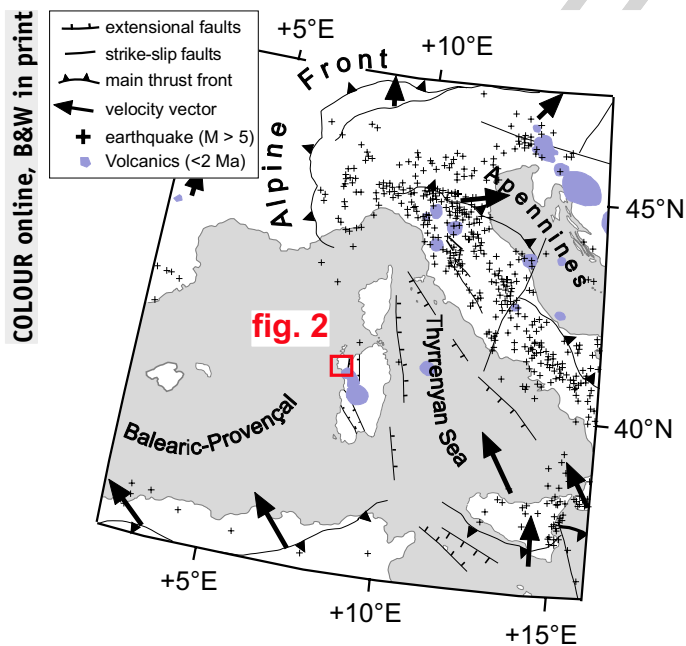 COLOUR online, B&W in print
extensional faults
strike-slip faults
main thrust front
velocity vector
earthquake (M > 5)
Volcanics (<2 Ma)
+5°E
+10°E
Alpine Front
Apennines
45°N
fig. 2
Thyrrenyan Sea
Balearic-Provençal
40°N
+5°E
+10°E
+15°E